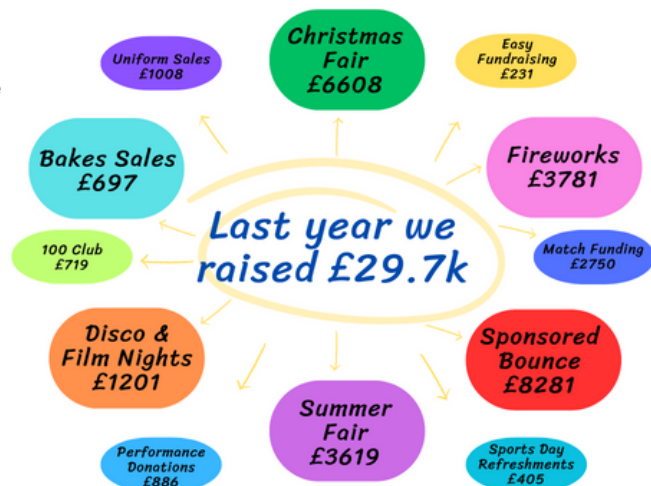 Uniform Sales
£1008
Christmas
Fair
£6608
Easy
Fundraising
£231
Bakes Sales
£697
Fireworks
£3781
Last year we
raised £29.7k
100 Club
£719
Match Funding
£2750
Disco &
Film Nights
£1201
Sponsored
Bounce
£8281
Summer
Fair
£3619
Performance
Donations
£886
Sports Day
Refreshments
£405